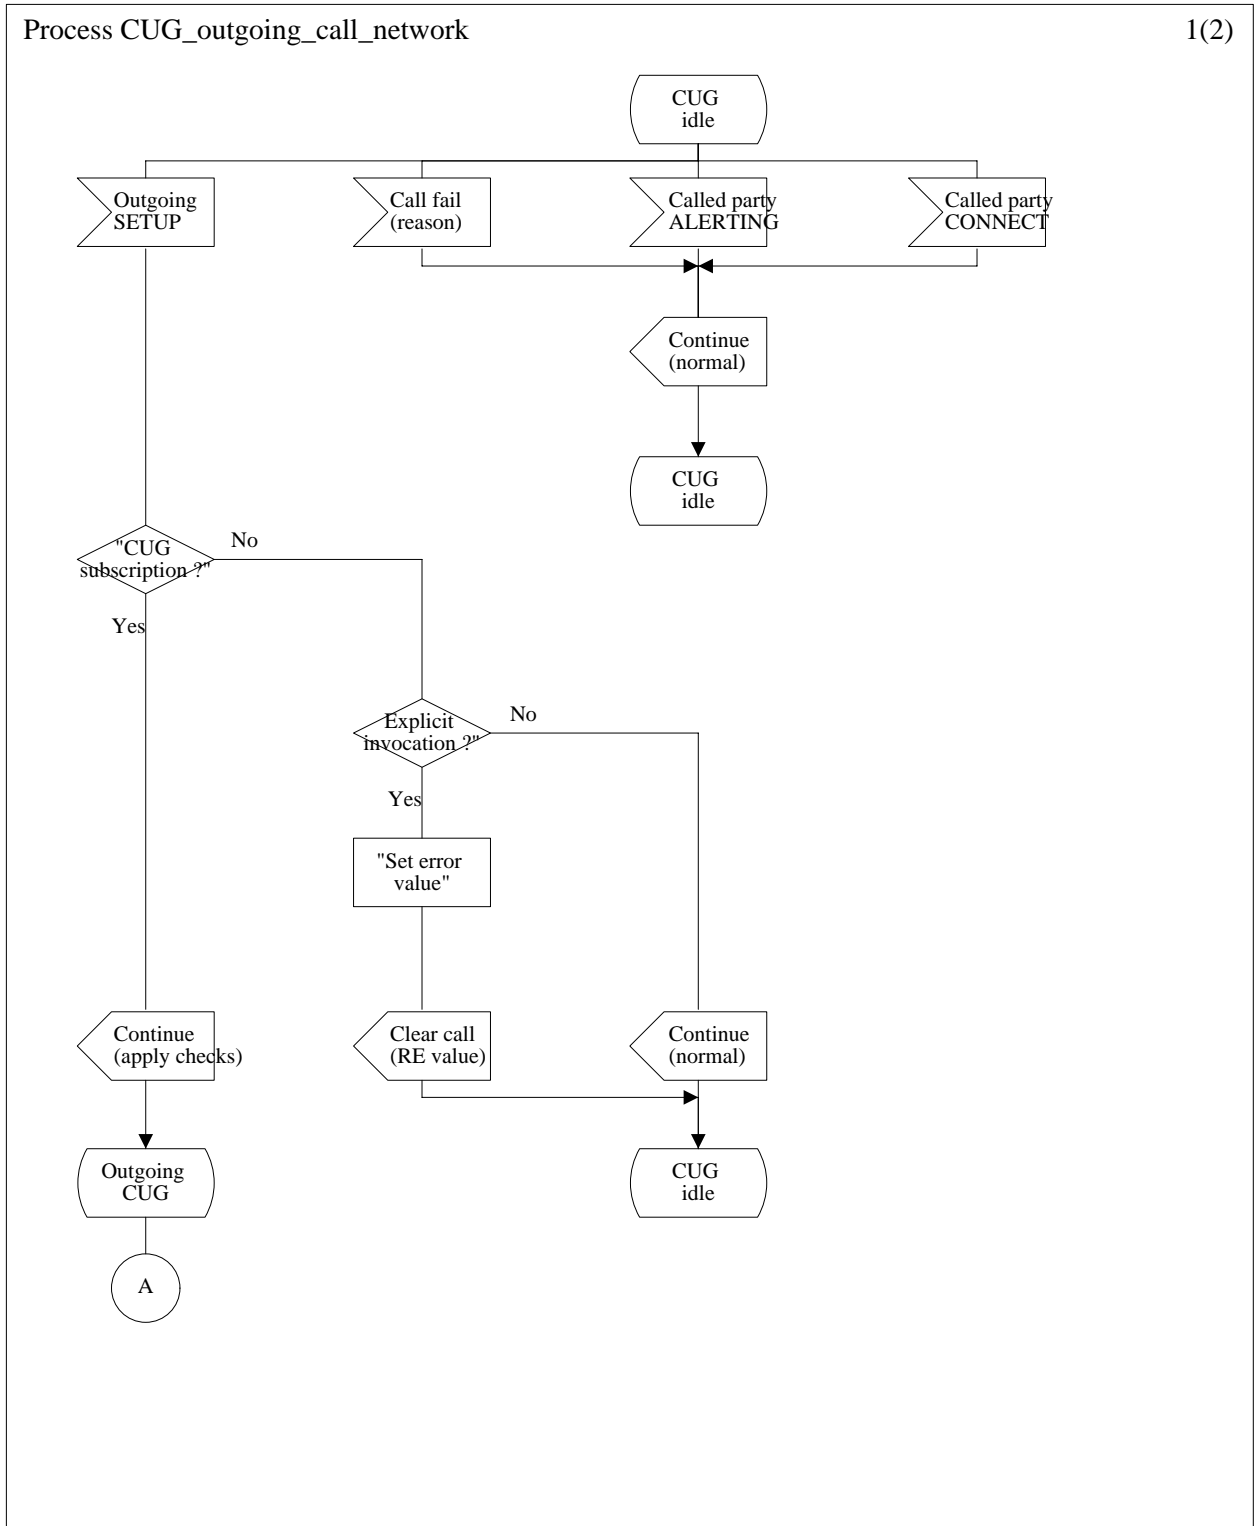 Process CUG_outgoing_call_network
1(2)
CUG
idle
Outgoing
SETUP
Call fail
(reason)
Called party
ALERTING
Called party
CONNECT
Continue
(normal)
CUG
idle
"CUG
subscription ?"
No
Yes
Explicit
invocation ?"
No
Yes
"Set error
value"
Continue
(apply checks)
Clear call
(RE value)
Continue
(normal)
Outgoing
CUG
CUG
idle
A